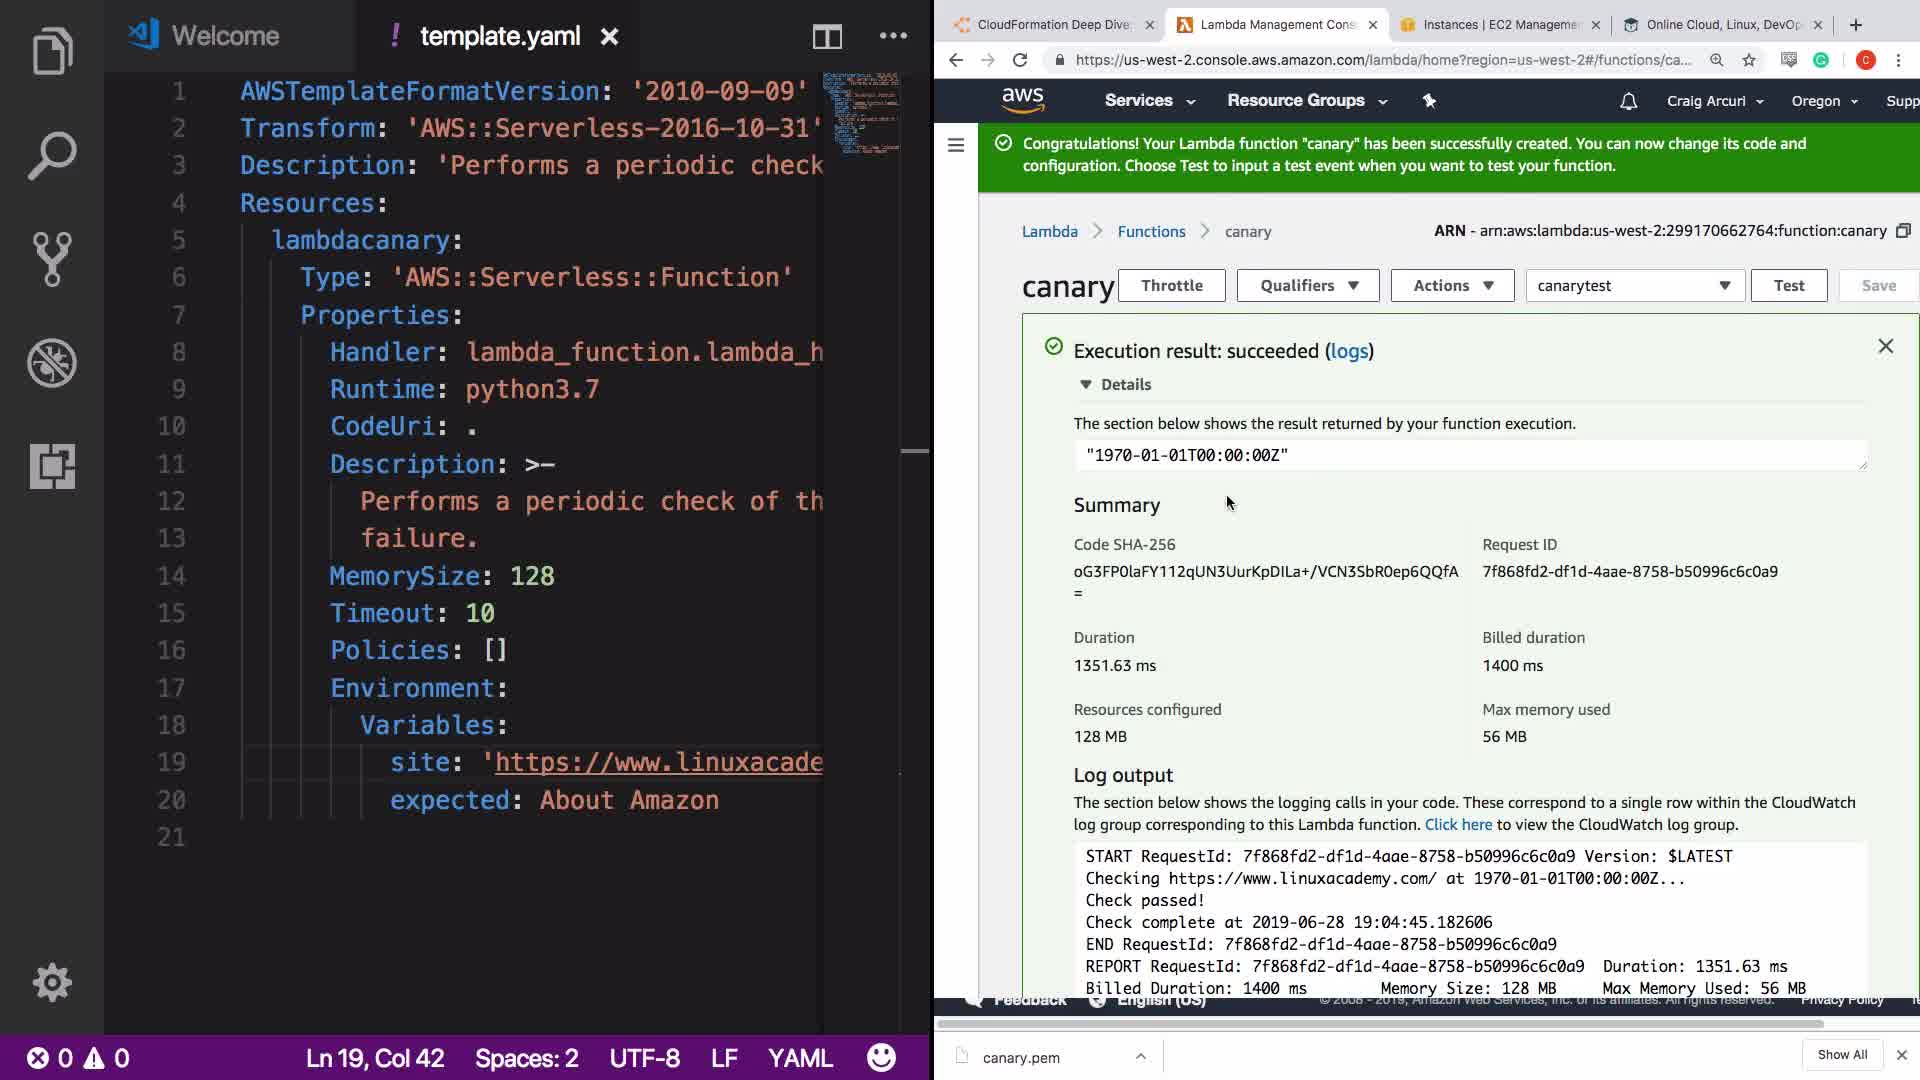 Welcome
! template.yaml
1 AWSTemplateFormatVersion: '2010-09-09'
2 Transform: 'AWS::Serverless-2016-10-31'
3 Description: 'Performs a periodic check
4 Resources:
5 lambdacanary:
6 Type: 'AWS::Serverless::Function'
7 Properties:
8 Handler: lambda_function.lambda_h
9 Runtime: python3.7
10 CodeUri: .
11 Description: >-
12 Performs a periodic check of th
13 failure.
14 MemorySize: 128
15 Timeout: 10
16 Policies: []
17 Environment:
18 Variables:
19 site: 'https://www.linuxacade
20 expected: About Amazon
21
0 0 Ln 19, Col 42 Spaces: 2 UTF-8 LF YAML
CloudFormation Deep Dive
Lambda Management Cons
Instances | EC2 Managemen
Online Cloud, Linux, DevOp
https://us-west-2.console.aws.amazon.com/lambda/home?region=us-west-2#/functions/ca...
C
aws Services Resource Groups Craig Arcuri Oregon Supp
Congratulations! Your Lambda function "canary" has been successfully created. You can now change its code and
configuration. Choose Test to input a test event when you want to test your function.
Lambda > Functions > canary
ARN - arn:aws:lambda:us-west-2:299170662764:function:canary
canary Throttle Qualifiers Actions canarytest Test Save
Execution result: succeeded (logs)
Details
The section below shows the result returned by your function execution.
"1970-01-01T00:00:00Z"
Summary
Code SHA-256
oG3FP0laFY112qUN3UurKpDILa+/VCN3SbR0ep6QQfA
=
Request ID
7f868fd2-df1d-4aae-8758-b50996c6c0a9
Duration
1351.63 ms
Billed duration
1400 ms
Resources configured
128 MB
Max memory used
56 MB
Log output
The section below shows the logging calls in your code. These correspond to a single row within the CloudWatch
log group corresponding to this Lambda function. Click here to view the CloudWatch log group.
START RequestId: 7f868fd2-df1d-4aae-8758-b50996c6c0a9 Version: $LATEST
Checking https://www.linuxacademy.com/ at 1970-01-01T00:00:00Z...
Check passed!
Check complete at 2019-06-28 19:04:45.182606
END RequestId: 7f868fd2-df1d-4aae-8758-b50996c6c0a9
REPORT RequestId: 7f868fd2-df1d-4aae-8758-b50996c6c0a9 Duration: 1351.63 ms
Billed Duration: 1400 ms Memory Size: 128 MB Max Memory Used: 56 MB
Feedback English (US) © 2008 - 2019, Amazon Web Services, Inc. or its affiliates. All rights reserved. Privacy Policy
canary.pem
Show All